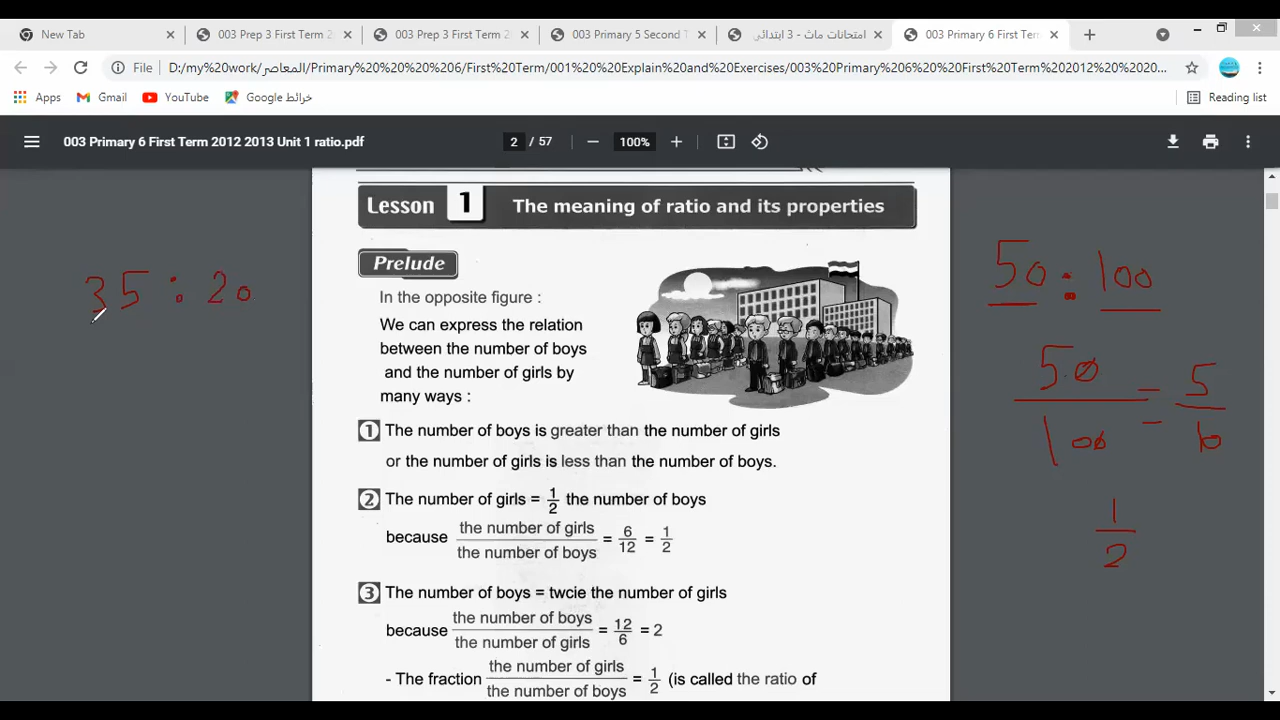 New Tab
003 Prep 3 First Term 2
003 Prep 3 First Term 2
003 Primary 5 Second T
امتحانات ماث - 3 ابتدائي
003 Primary 6 First Term
File
D:/my%20work/المعاصر/Primary%20%20%206/First%20Term/001%20%20Explain%20and%20Exercises/003%20Primary%206%20%20First%20Term%202012%20%20%20...
Apps
Gmail
YouTube
خرائط Google
Reading list
003 Primary 6 First Term 2012 2013 Unit 1 ratio.pdf
2 / 57
100%
Lesson 1 The meaning of ratio and its properties
Prelude
In the opposite figure :
We can express the relation
between the number of boys
and the number of girls by
many ways :
1 The number of boys is greater than the number of girls
or the number of girls is less than the number of boys.
2 The number of girls = 1/2 the number of boys
because the number of girls / the number of boys = 6/12 = 1/2
3 The number of boys = twcie the number of girls
because the number of boys / the number of girls = 12/6 = 2
- The fraction the number of girls / the number of boys = 1/2 (is called the ratio of
35 : 20
50 : 100
50/100 = 5/10
1/2